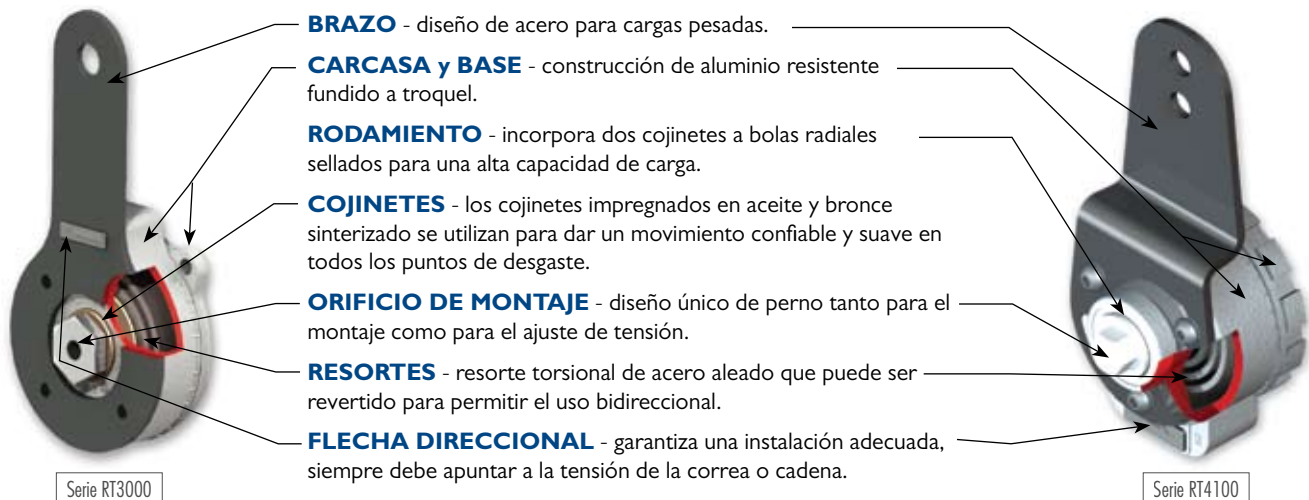 BRAZO - diseño de acero para cargas pesadas.
CARCASA y BASE - construcción de aluminio resistente
fundido a troquel.
RODAMIENTO - incorpora dos cojinetes a bolas radiales
sellados para una alta capacidad de carga.
COJINETES - los cojinetes impregnados en aceite y bronce
sinterizado se utilizan para dar un movimiento confiable y suave en
todos los puntos de desgaste.
ORIFICIO DE MONTAJE - diseño único de perno tanto para el
montaje como para el ajuste de tensión.
RESORTES - resorte torsional de acero aleado que puede ser
revertido para permitir el uso bidireccional.
FLECHA DIRECCIONAL - garantiza una instalación adecuada,
siempre debe apuntar a la tensión de la correa o cadena.
Serie RT3000
Serie RT4100